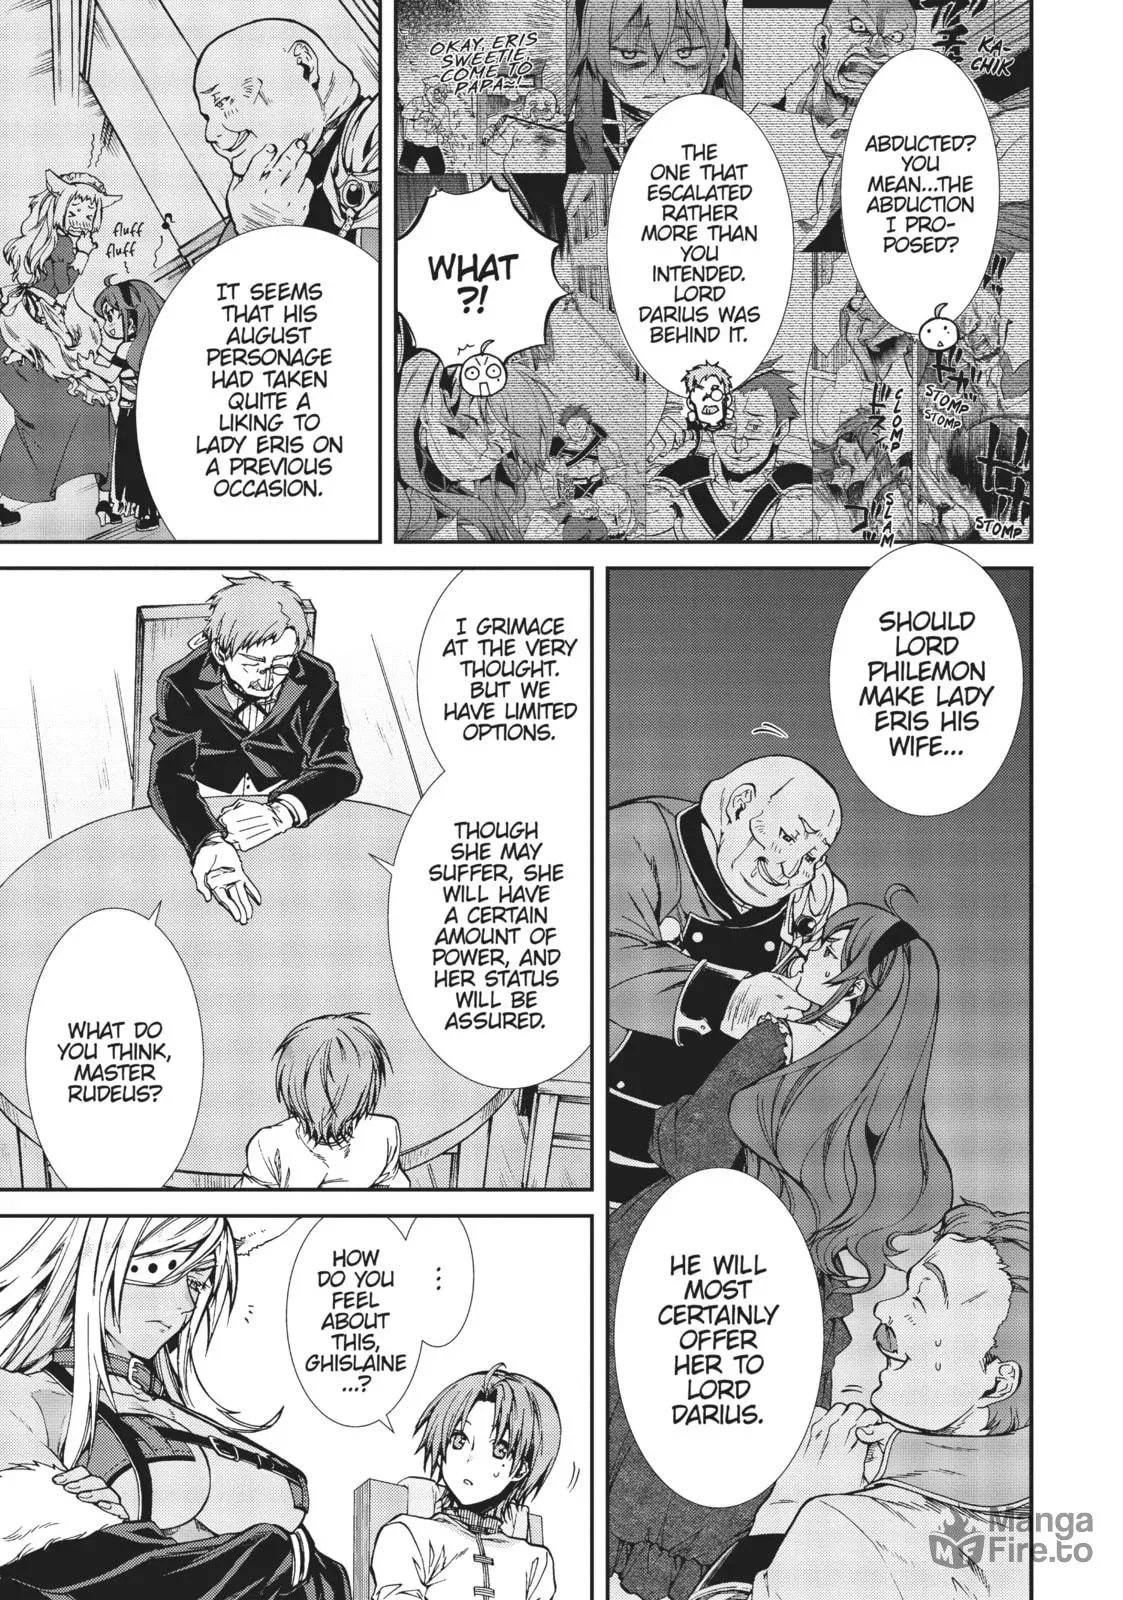 KA-
CHIK
ABDUCTED?
YOU
MEAN...THE
ABDUCTION
I PRO-
POSED?
THE
ONE THAT
ESCALATED
RATHER
MORE THAN
YOU
INTENDED.
LORD
DARIUS WAS
BEHIND IT.
OKAY, ERIS
SWEETIE,
COME TO
PAPA~!
WHAT
?!
STOMP
STOMP
CLOMP
SLAM
STOMP
fluff
fluff
IT SEEMS
THAT HIS
AUGUST
PERSONAGE
HAD TAKEN
QUITE A
LIKING TO
LADY ERIS ON
A PREVIOUS
OCCASION.
SHOULD
LORD
PHILEMON
MAKE LADY
ERIS HIS
WIFE...
HE WILL
MOST
CERTAINLY
OFFER
HER TO
LORD
DARIUS.
I GRIMACE
AT THE VERY
THOUGHT.
BUT WE
HAVE LIMITED
OPTIONS.
THOUGH
SHE MAY
SUFFER, SHE
WILL HAVE
A CERTAIN
AMOUNT OF
POWER, AND
HER STATUS
WILL BE
ASSURED.
WHAT DO
YOU THINK,
MASTER
RUDEUS?
...
HOW
DO YOU
FEEL
ABOUT
THIS,
GHISLAINE
...?
Manga
Fire.to